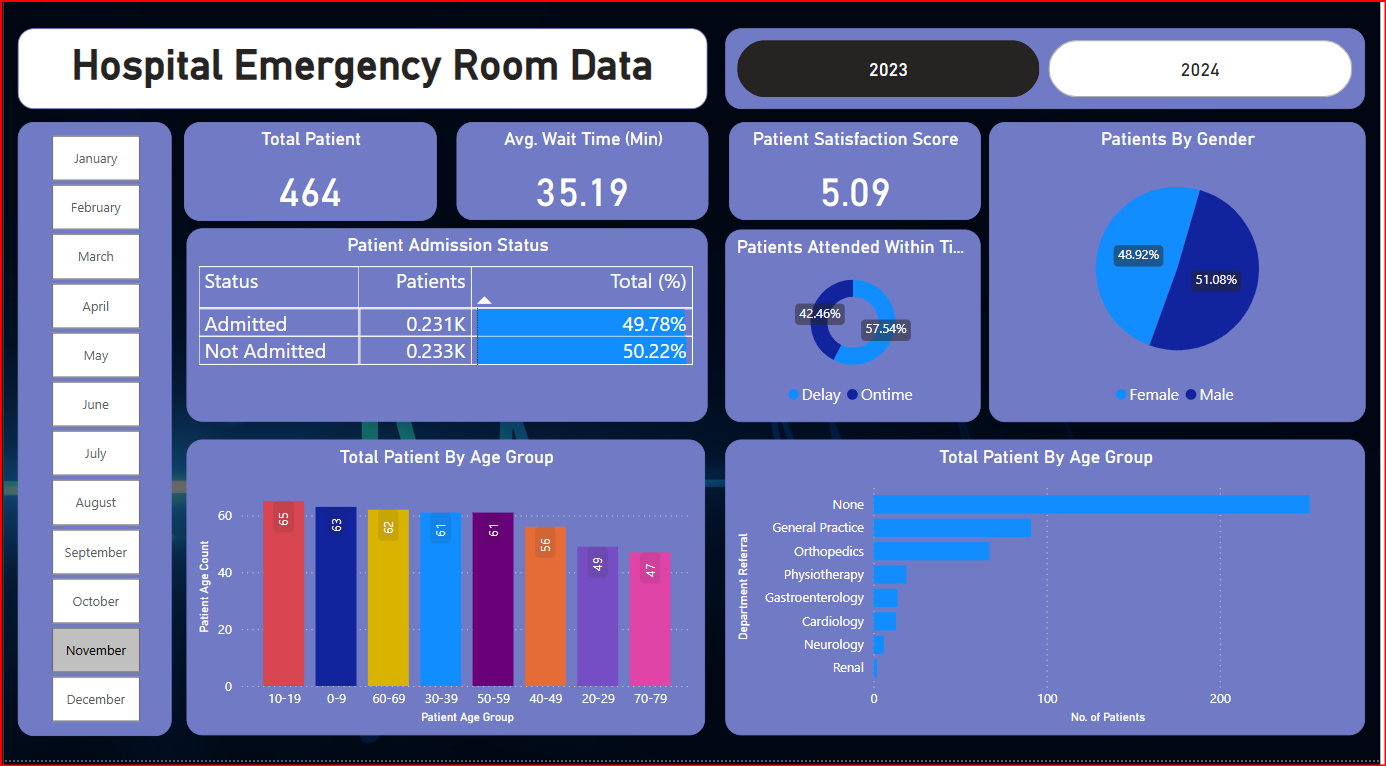 Hospital Emergency Room Data
2023
2024
January
February
March
April
May
June
July
August
September
October
November
December
Total Patient
464
Avg. Wait Time (Min)
35.19
Patient Satisfaction Score
5.09
Patients By Gender
48.92%
51.08%
Female Male
Patient Admission Status
Status Patients Total (%)
Admitted 0.231K 49.78%
Not Admitted 0.233K 50.22%
Patients Attended Within Ti...
42.46%
57.54%
Delay Ontime
Total Patient By Age Group
Patient Age Count
60
40
20
0
65 63 62 61 61 56 49 47
10-19 0-9 60-69 30-39 50-59 40-49 20-29 70-79
Patient Age Group
Total Patient By Age Group
Department Referral
None
General Practice
Orthopedics
Physiotherapy
Gastroenterology
Cardiology
Neurology
Renal
0 100 200
No. of Patients